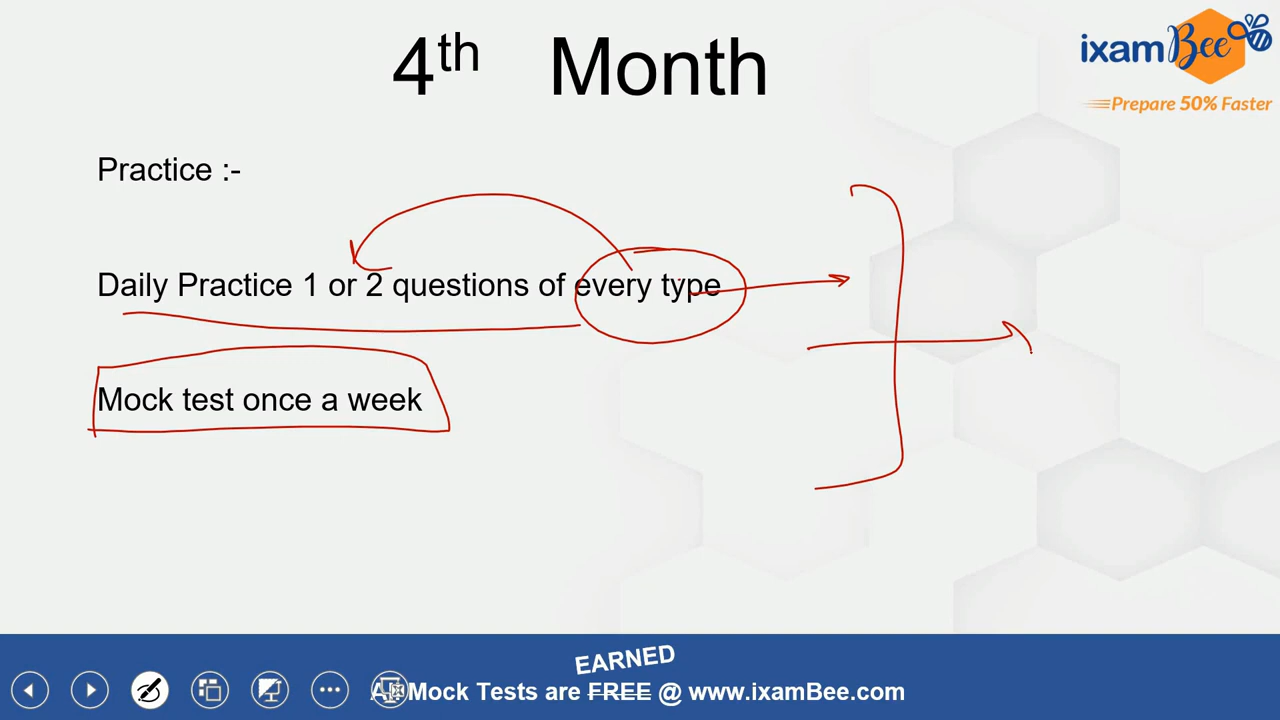 4th Month
ixamBee
Prepare 50% Faster
Practice :-
Daily Practice 1 or 2 questions of every type
Mock test once a week
EARNED
Mock Tests are FREE @ www.ixamBee.com